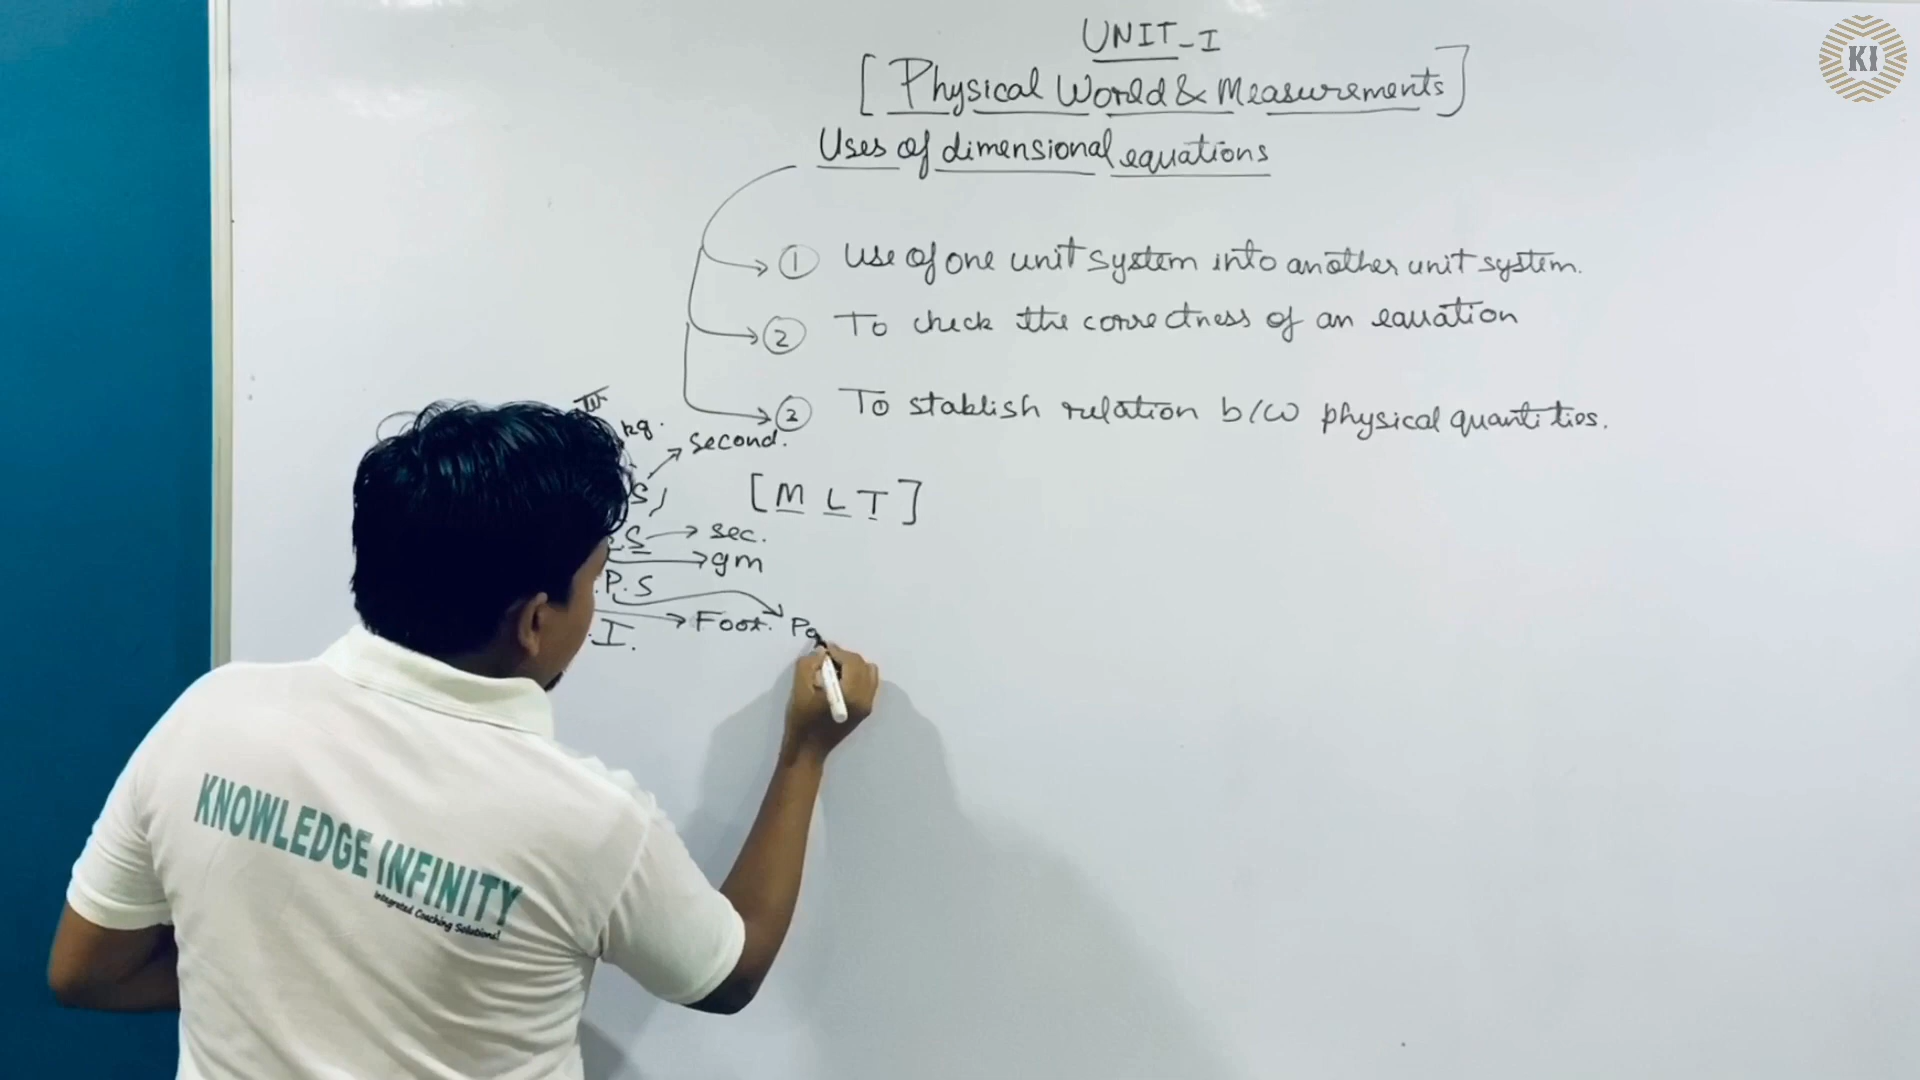 UNIT-I
[Physical World & Measurements]
Uses of dimensional equations
① Use of one unit system into another unit system.
② To check the correctness of an equation
③ To stablish relation b/w physical quantities.
kg.
second.
S,
[M L T]
S → sec.
→ gm
.P.S
→ Foot.
I.
KI
KNOWLEDGE INFINITY
Integrated Coaching Solutions!